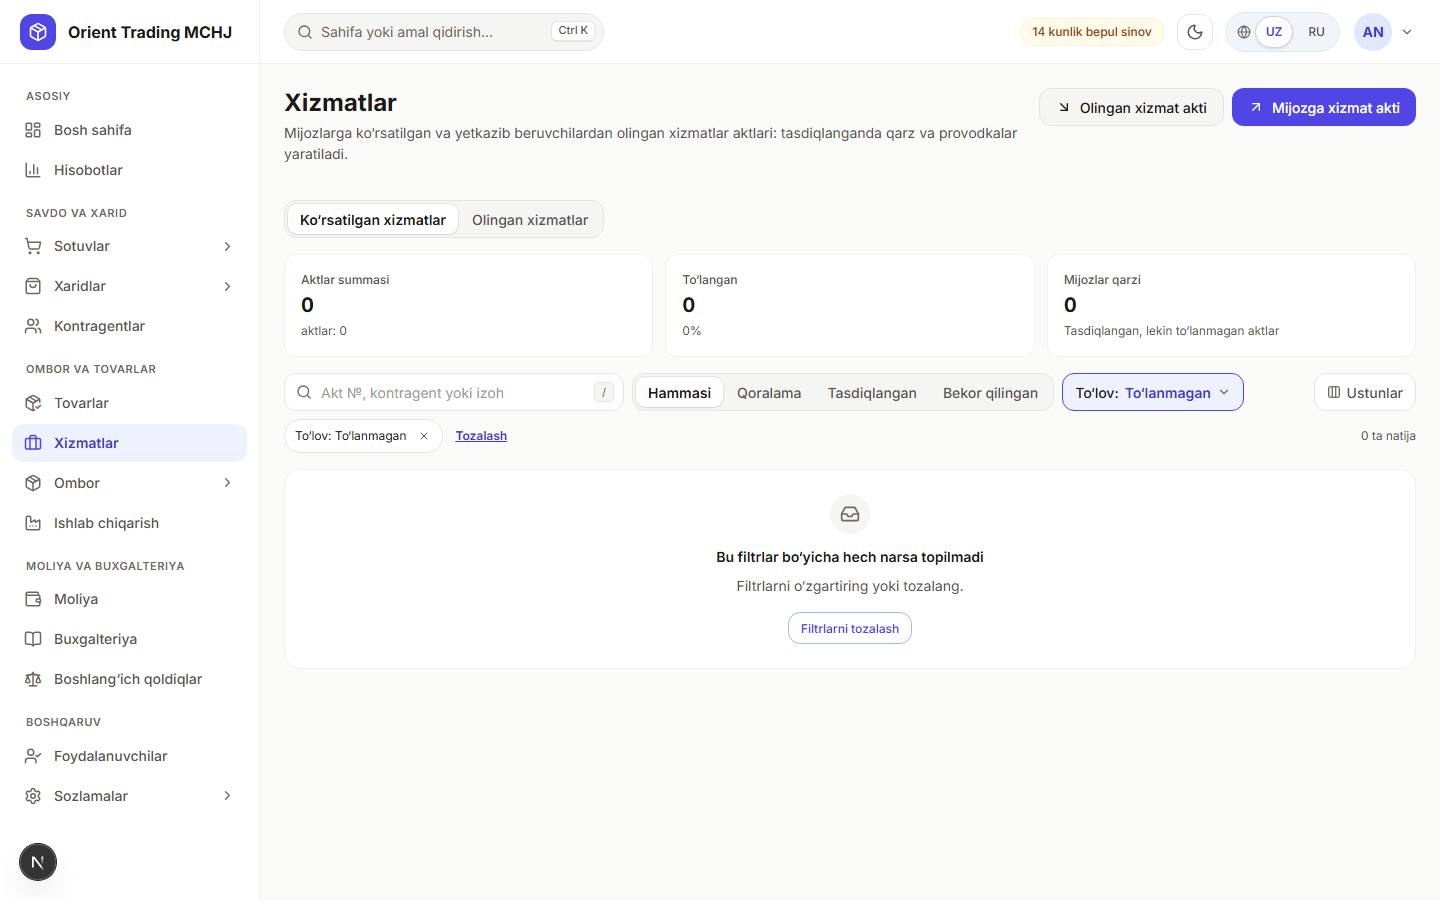 Orient Trading MCHJ
Sahifa yoki amal qidirish...
Ctrl K
14 kunlik bepul sinov
UZ
RU
AN
ASOSIY
Bosh sahifa
Hisobotlar
SAVDO VA XARID
Sotuvlar
Xaridlar
Kontragentlar
OMBOR VA TOVARLAR
Tovarlar
Xizmatlar
Ombor
Ishlab chiqarish
MOLIYA VA BUXGALTERIYA
Moliya
Buxgalteriya
Boshlang‘ich qoldiqlar
BOSHQARUV
Foydalanuvchilar
Sozlamalar
N
Xizmatlar
Mijozlarga ko‘rsatilgan va yetkazib beruvchilardan olingan xizmatlar aktlari: tasdiqlanganda qarz va provodkalar
yaratiladi.
Olingan xizmat akti
Mijozga xizmat akti
Ko‘rsatilgan xizmatlar
Olingan xizmatlar
Aktlar summasi
0
aktlar: 0
To‘langan
0
0%
Mijozlar qarzi
0
Tasdiqlangan, lekin to‘lanmagan aktlar
Akt №, kontragent yoki izoh
/
Hammasi
Qoralama
Tasdiqlangan
Bekor qilingan
To‘lov: To‘lanmagan
Ustunlar
To‘lov: To‘lanmagan ×
Tozalash
0 ta natija
Bu filtrlar bo‘yicha hech narsa topilmadi
Filtrlarni o‘zgartiring yoki tozalang.
Filtrlarni tozalash